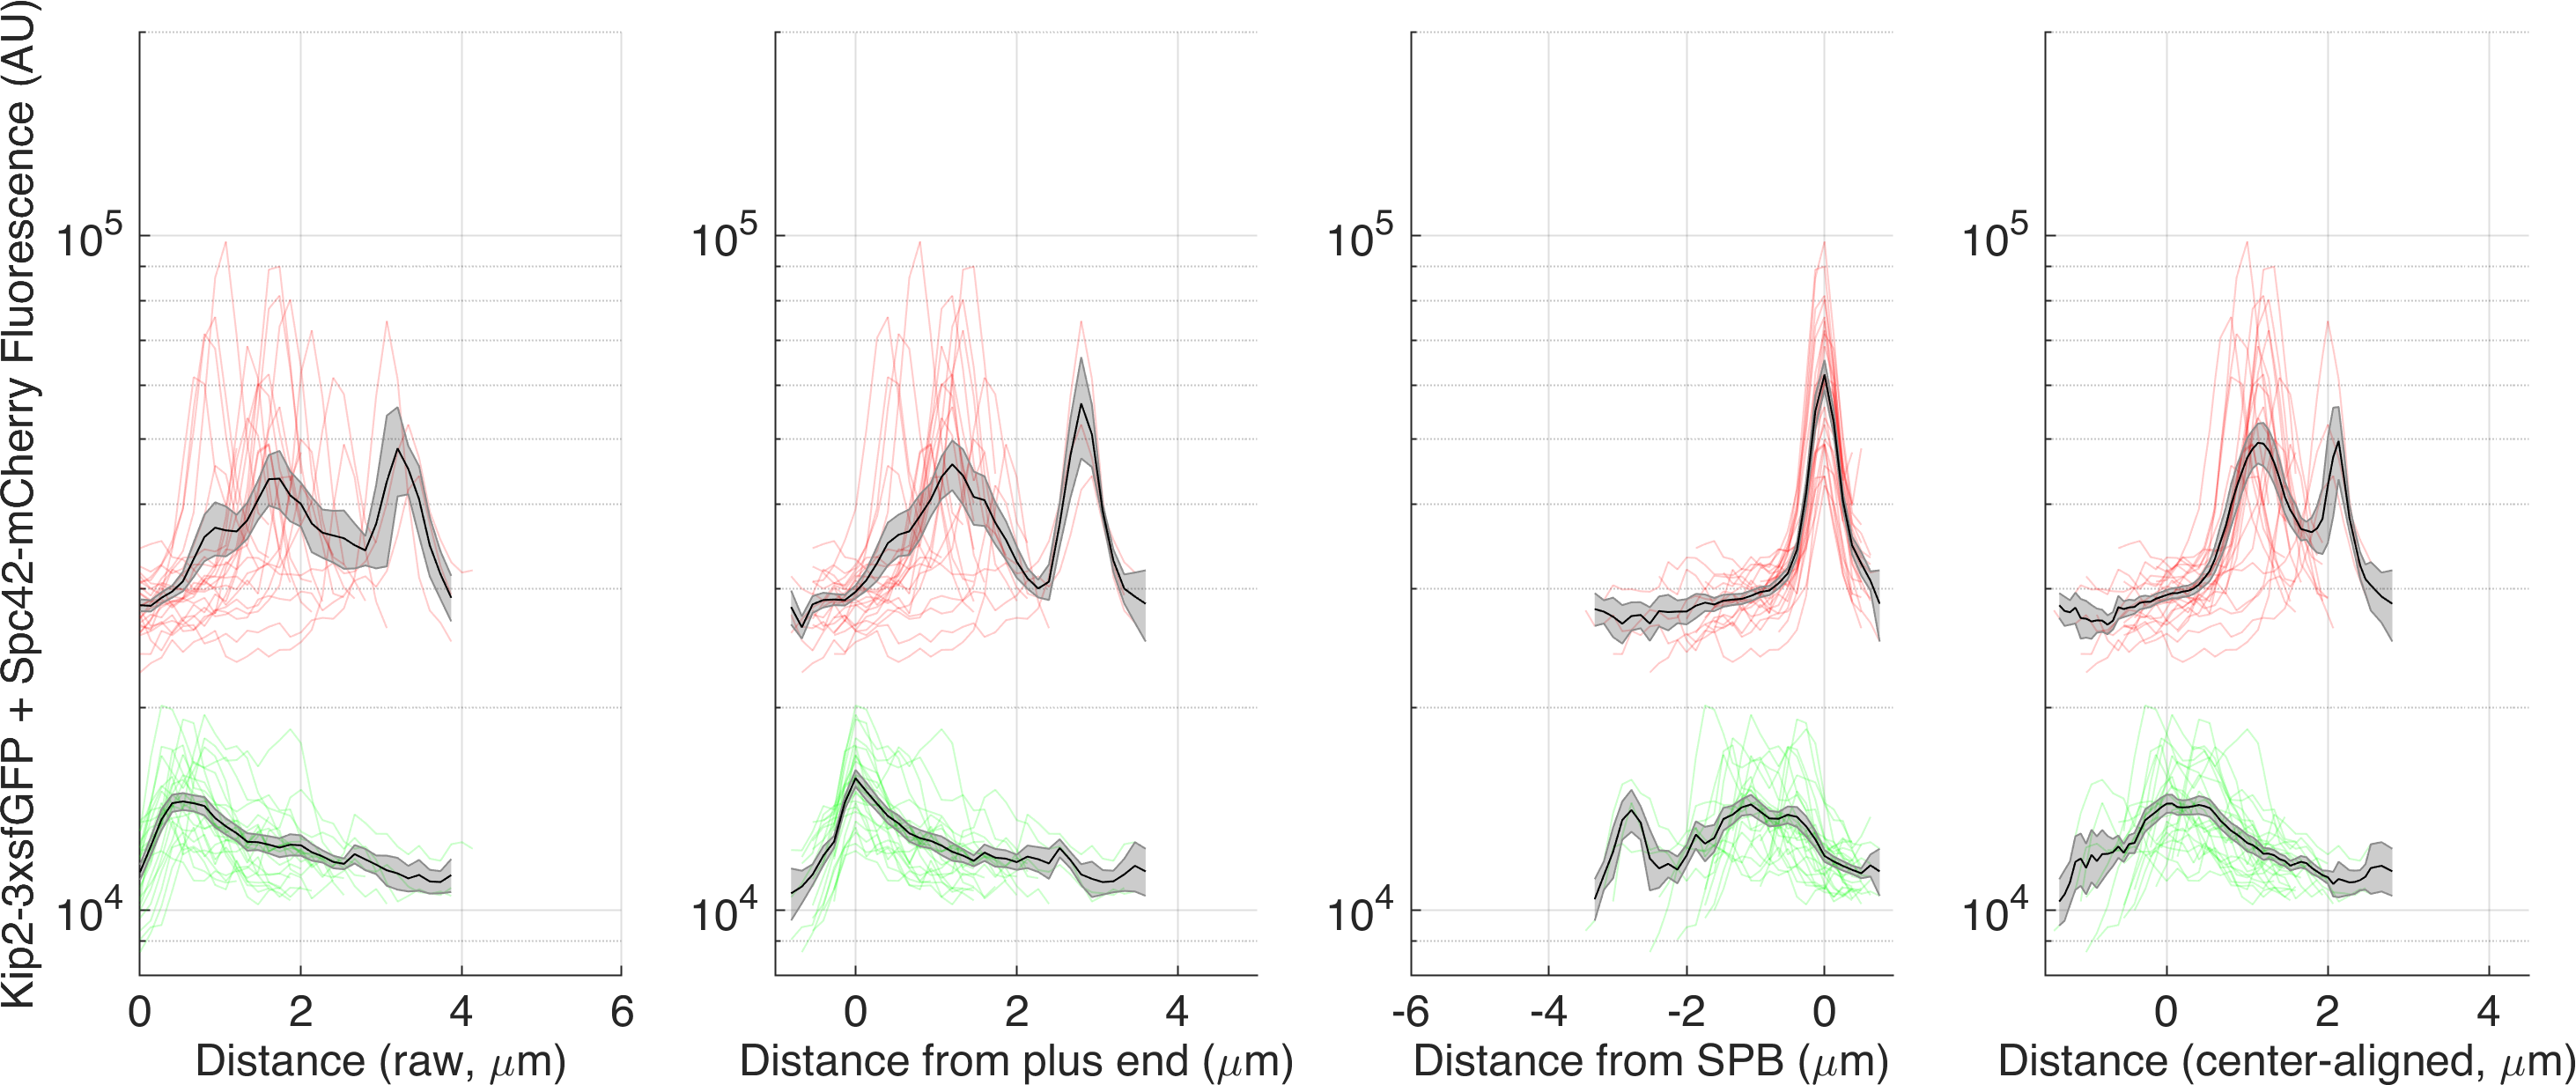 Kip2-3xsfGFP + Spc42-mCherry Fluorescence (AU)
10^5
10^4
0 2 4 6
Distance (raw, μm)
10^5
10^4
0 2 4
Distance from plus end (μm)
10^5
10^4
-6 -4 -2 0
Distance from SPB (μm)
10^5
10^4
0 2 4
Distance (center-aligned, μm)